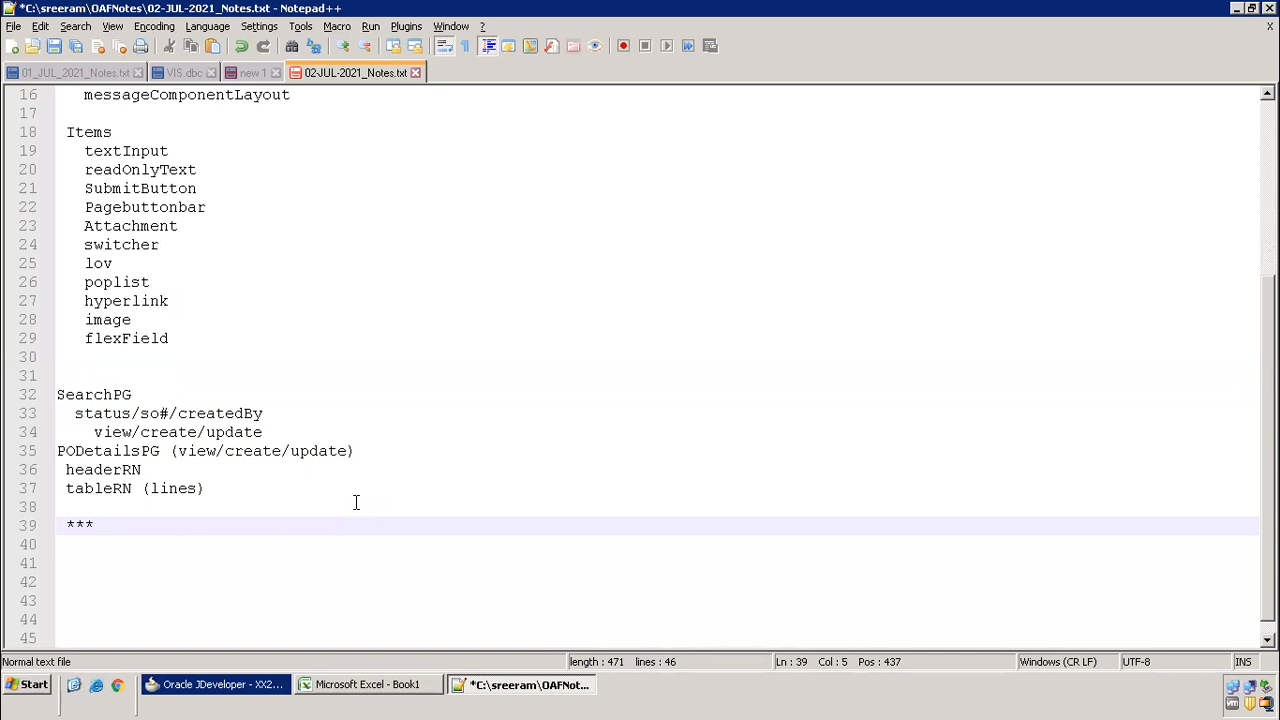 *C:\sreeram\OAFNotes\02-JUL-2021_Notes.txt - Notepad++
File Edit Search View Encoding Language Settings Tools Macro Run Plugins Window ? X
01_JUL_2021_Notes.txt VIS.dbc new 1 02-JUL-2021_Notes.txt
16 messageComponentLayout
17
18 Items
19 textInput
20 readOnlyText
21 SubmitButton
22 Pagebuttonbar
23 Attachment
24 switcher
25 lov
26 poplist
27 hyperlink
28 image
29 flexField
30
31
32 SearchPG
33 status/so#/createdBy
34 view/create/update
35 PODetailsPG (view/create/update)
36 headerRN
37 tableRN (lines)
38
39 ***
40
41
42
43
44
45
Normal text file length : 471 lines : 46 Ln : 39 Col : 5 Pos : 437 Windows (CR LF) UTF-8 INS
Start Oracle JDeveloper - XX2... Microsoft Excel - Book1 *C:\sreeram\OAFNot...